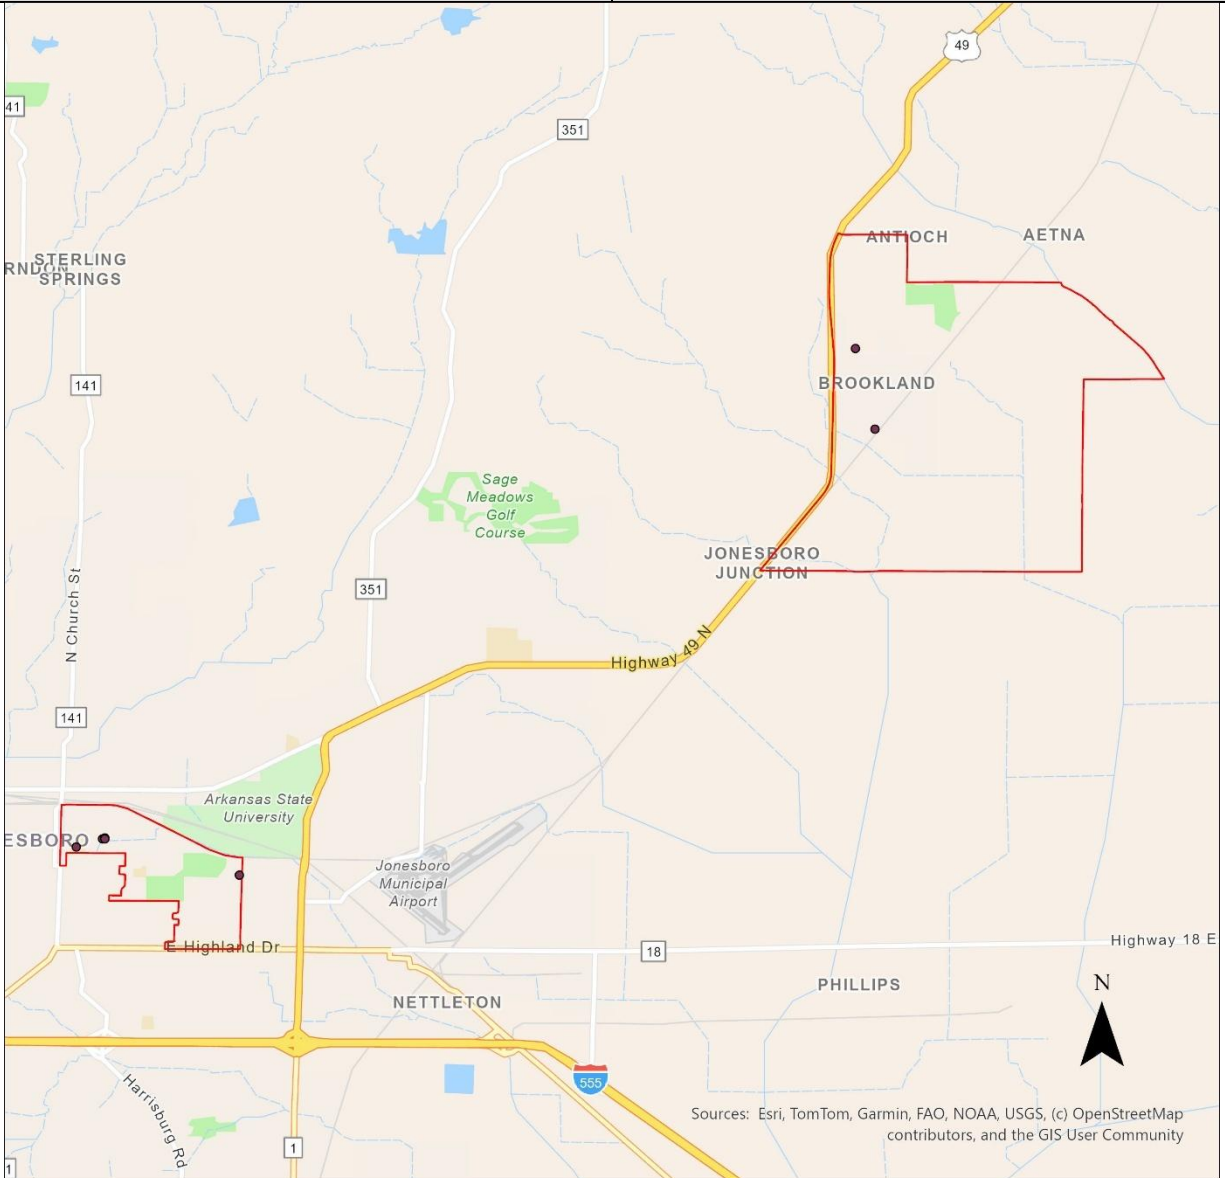 49
41
351
ANTIOCH
AETNA
STERLING
SPRINGS
RNDON
141
BROOKLAND
Sage
Meadows
Golf
Course
JONESBORO
JUNCTION
351
N Church St
Highway 49 N
141
Arkansas State
University
ESBORO
Jonesboro
Municipal
Airport
E Highland Dr
18
Highway 18 E
PHILLIPS
N
NETTLETON
555
Harrisburg Rd
Sources: Esri, TomTom, Garmin, FAO, NOAA, USGS, (c) OpenStreetMap
contributors, and the GIS User Community
1
1